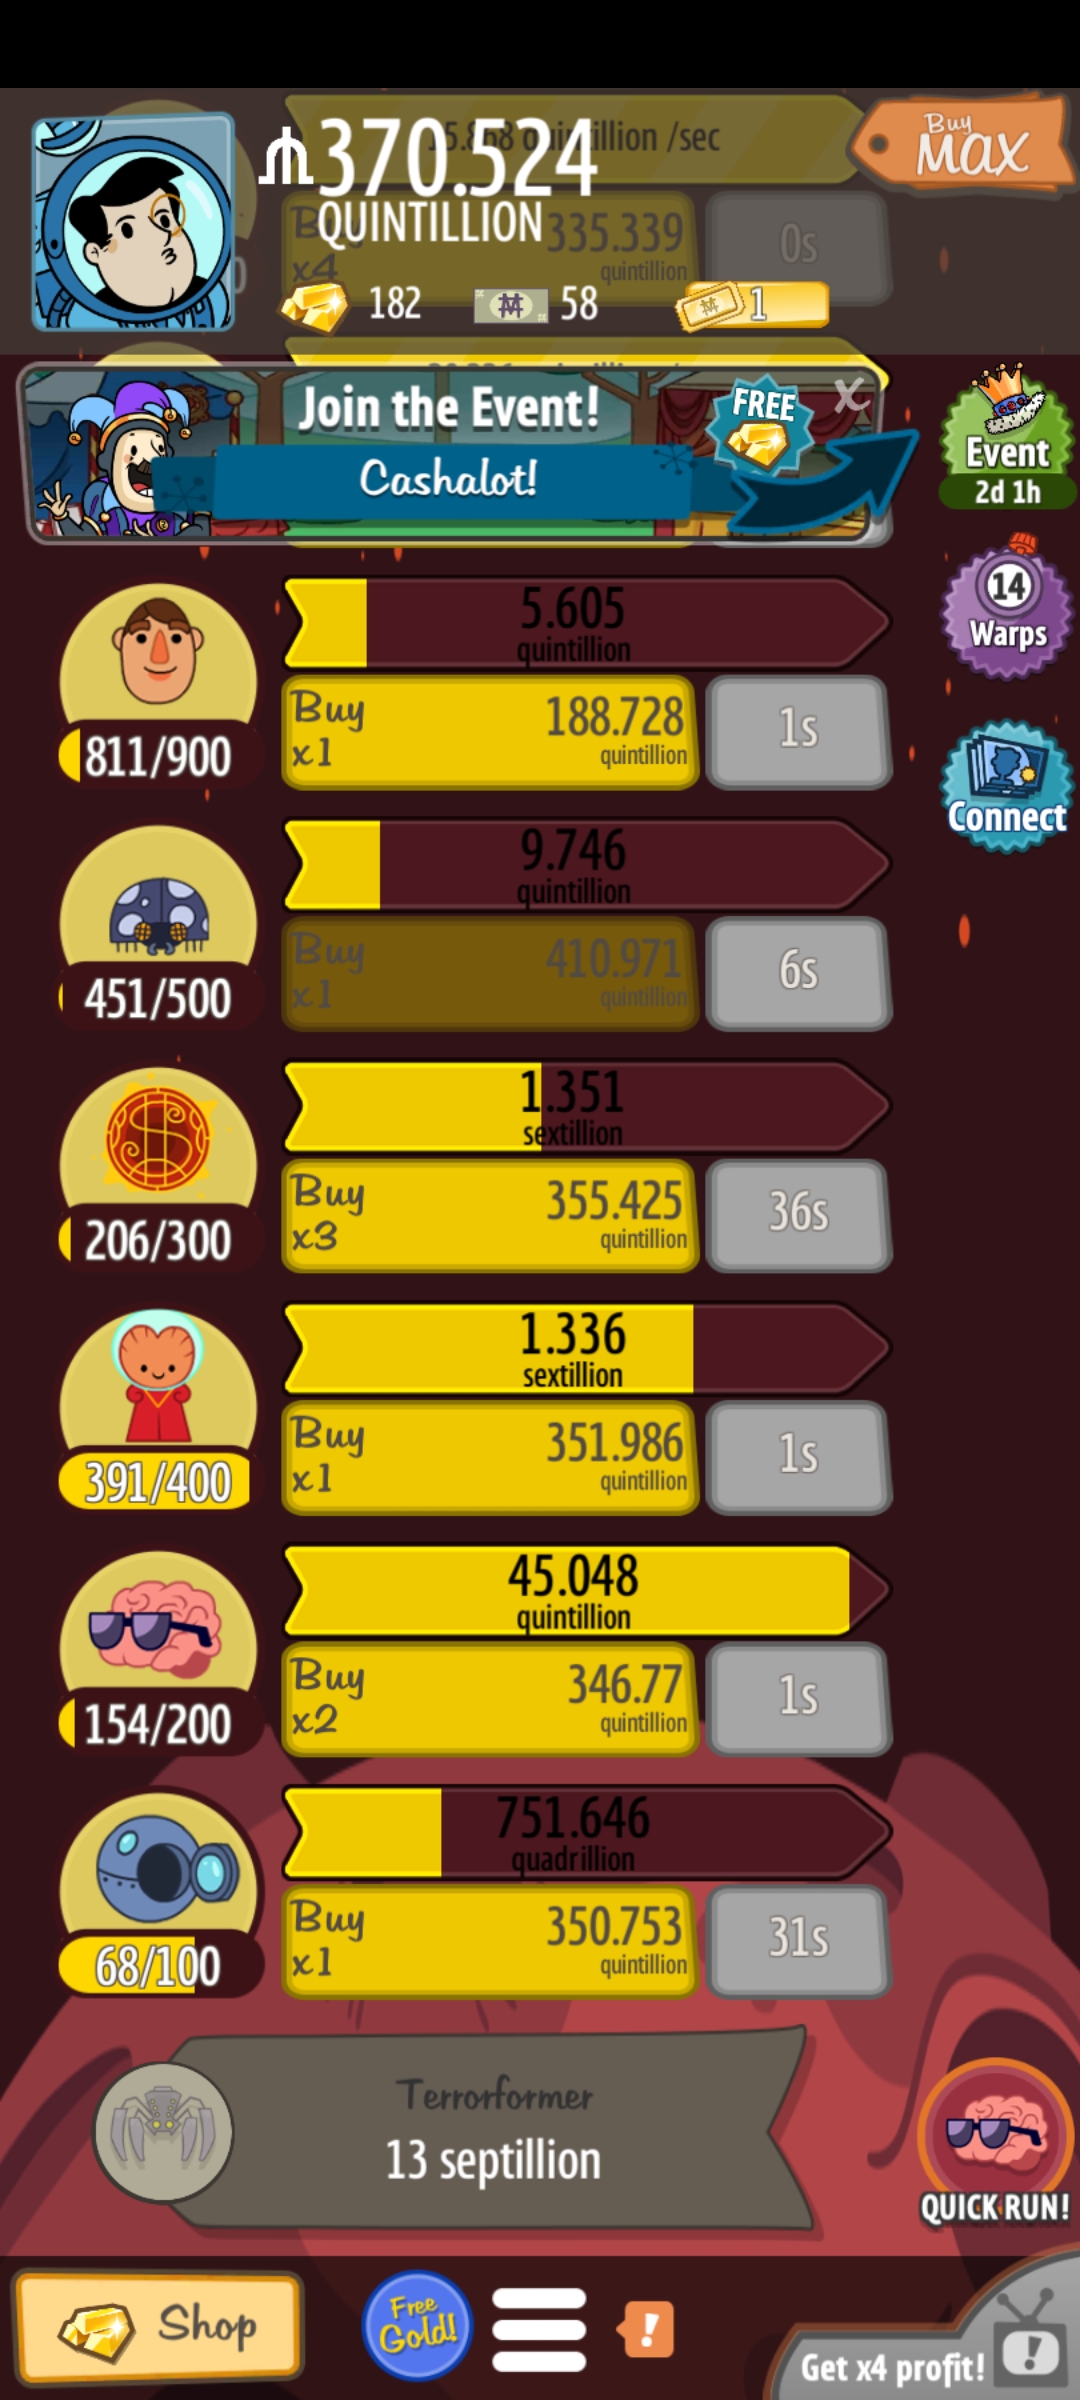 370.524
QUINTILLION
Buy
MAX
/sec
335.339
quintillion
x4
0s
182
58
1
Join the Event!
FREE
X
Cashalot!
Event
2d 1h
14
Warps
Connect
5.605
quintillion
Buy
x1
188.728
quintillion
1s
811/900
9.746
quintillion
Buy
x1
410.971
quintillion
6s
451/500
1.351
sextillion
Buy
x3
355.425
quintillion
36s
206/300
1.336
sextillion
Buy
x1
351.986
quintillion
1s
391/400
45.048
quintillion
Buy
x2
346.77
quintillion
1s
154/200
751.646
quadrillion
Buy
x1
350.753
quintillion
31s
68/100
Terrorformer
13 septillion
QUICK RUN!
Shop
Free
Gold!
!
Get x4 profit!
!